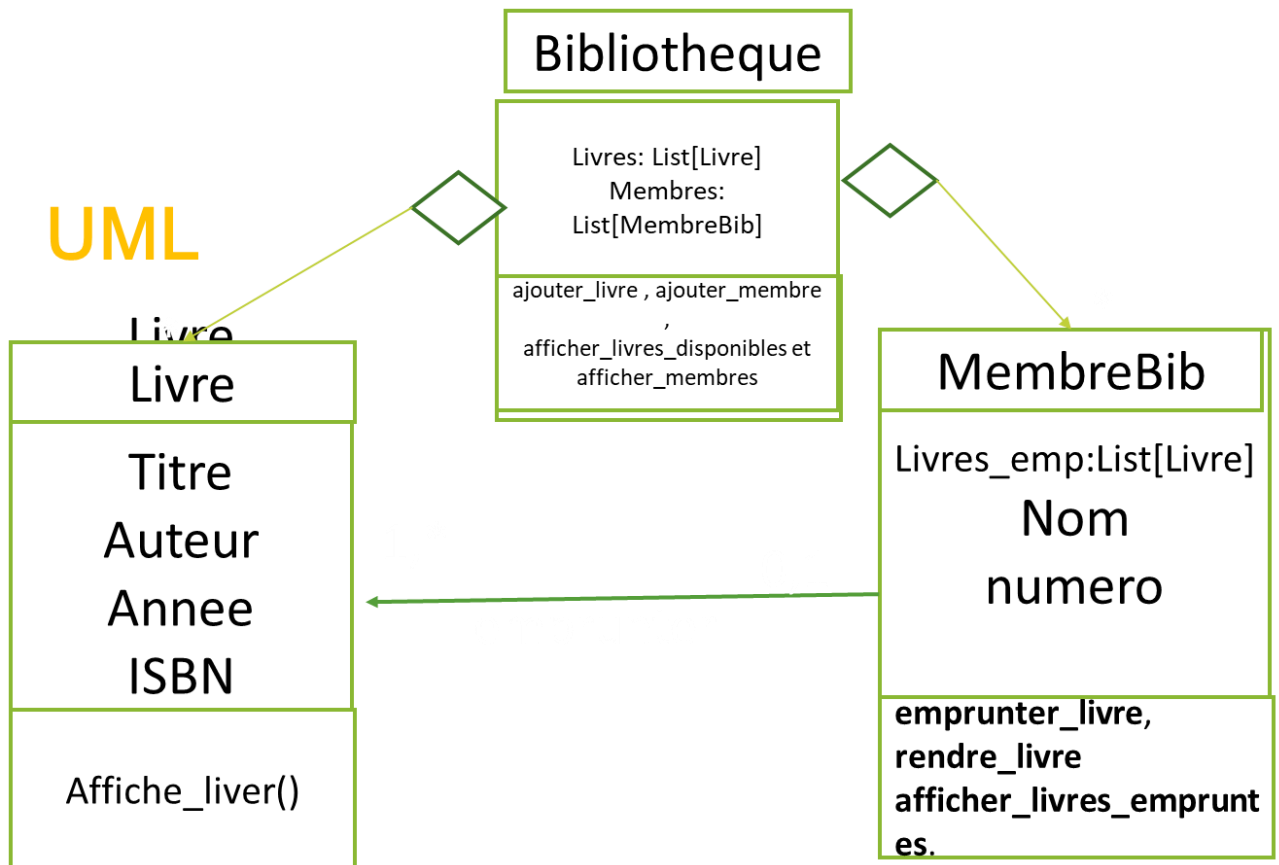 Bibliotheque
Livres: List[Livre]
Membres:
List[MembreBib]
ajouter_livre , ajouter_membre
,
afficher_livres_disponibles et
afficher_membres
UML
Livre
Livre
Titre
Auteur
Annee
ISBN
Affiche_liver()
MembreBib
Livres_emp:List[Livre]
Nom
numero
emprunter_livre,
rendre_livre
afficher_livres_emprunt
es.